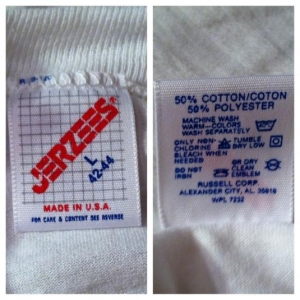 JERZEES
L
42-44
MADE IN U.S.A.
FOR CARE & CONTENT SEE REVERSE
50% COTTON/COTON
50% POLYESTER
MACHINE WASH
WARM-COLORS
WASH SEPARATELY
ONLY NON-
BLEACH WHEN
NEEDED
TUMBLE
DRY LOW
DO NOT
IRON
OR DRY
CLEAN
EMBLEM
RUSSELL CORP.
ALEXANDER CITY, AL. 35010
WPL 7232